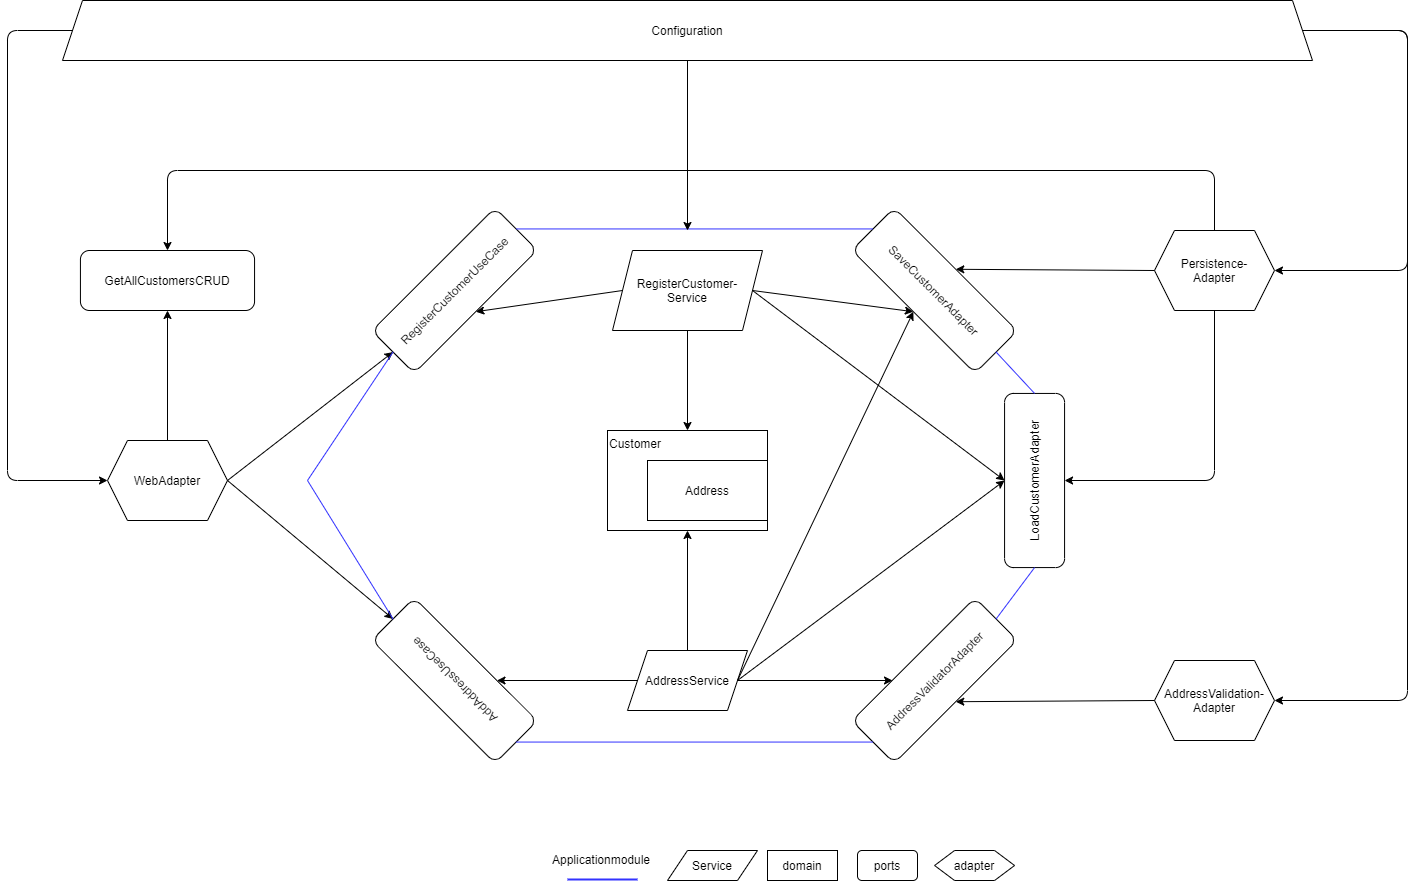 Configuration
GetAllCustomersCRUD
RegisterCustomerUseCase
RegisterCustomer-
Service
SaveCustomerAdapter
Persistence-
Adapter
WebAdapter
Customer
Address
LoadCustomerAdapter
AddAddressUseCase
AddressService
AddressValidatorAdapter
AddressValidation-
Adapter
Applicationmodule
Service
domain
ports
adapter